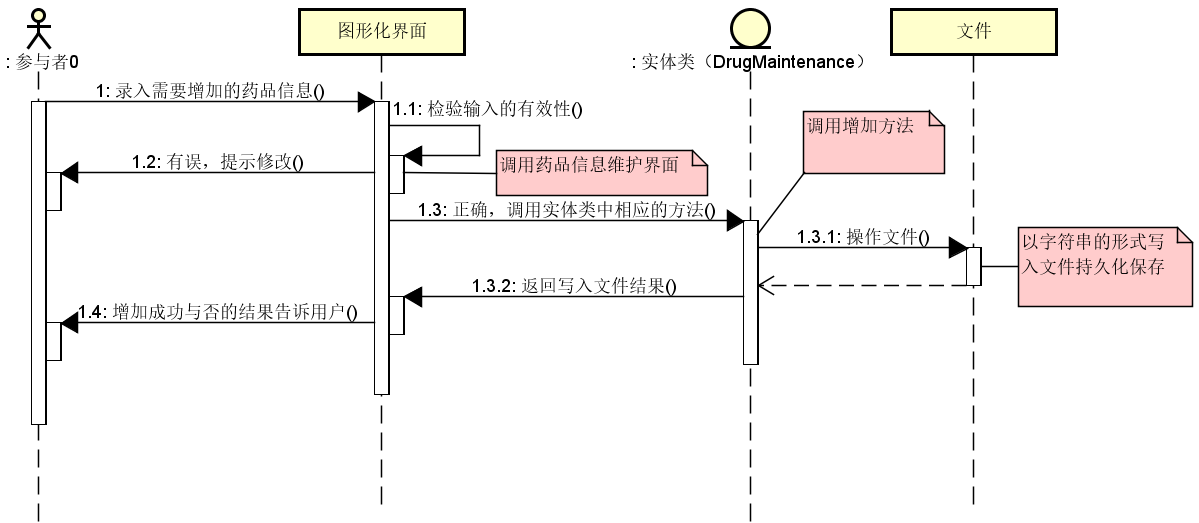 : 参与者0
图形化界面
: 实体类（DrugMaintenance）
文件
1: 录入需要增加的药品信息()
1.1: 检验输入的有效性()
调用增加方法
1.2: 有误，提示修改()
调用药品信息维护界面
1.3: 正确，调用实体类中相应的方法()
1.3.1: 操作文件()
以字符串的形式写
入文件持久化保存
1.3.2: 返回写入文件结果()
1.4: 增加成功与否的结果告诉用户()